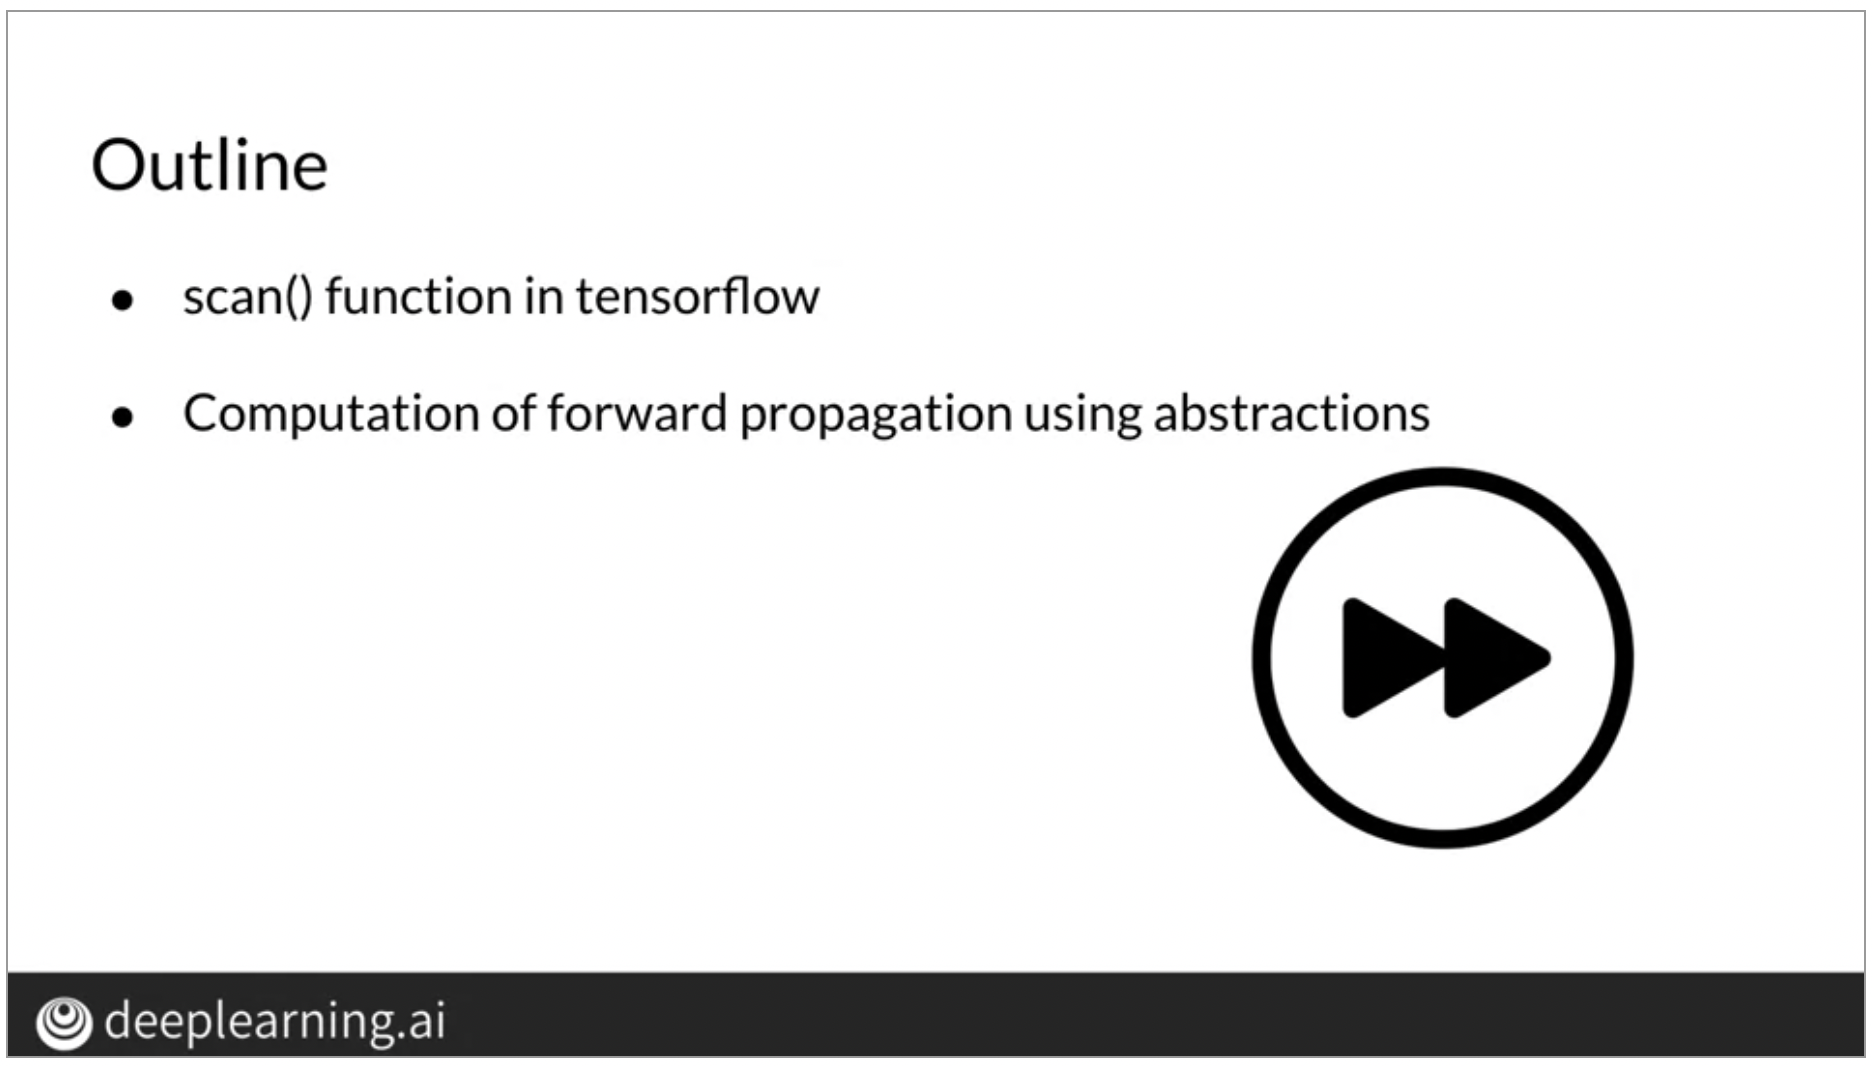 Outline
● scan() function in tensorflow
● Computation of forward propagation using abstractions
deeplearning.ai